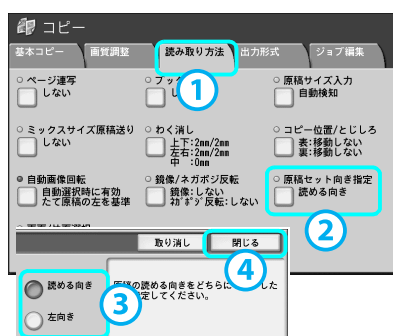 コピー
基本コピー 画質調整 読み取り方法 出力形式 ジョブ編集
ページ連写
しない
ブック
し
原稿サイズ入力
自動検知
1
ミックスサイズ原稿送り
しない
わく消し
上下:2mm/2mm
左右:2mm/2mm
中 :0mm
コピー位置/とじしろ
表:移動しない
裏:移動しない
自動画像回転
自動選択時に有効
たて原稿の左を基準
鏡像/ネガポジ反転
鏡像:しない
ネガポジ反転:しない
原稿セット向き指定
読める向き
2
取り消し 閉じる
4
読める向き
左向き
3
原稿の読める向きをどちらに した
定してください。